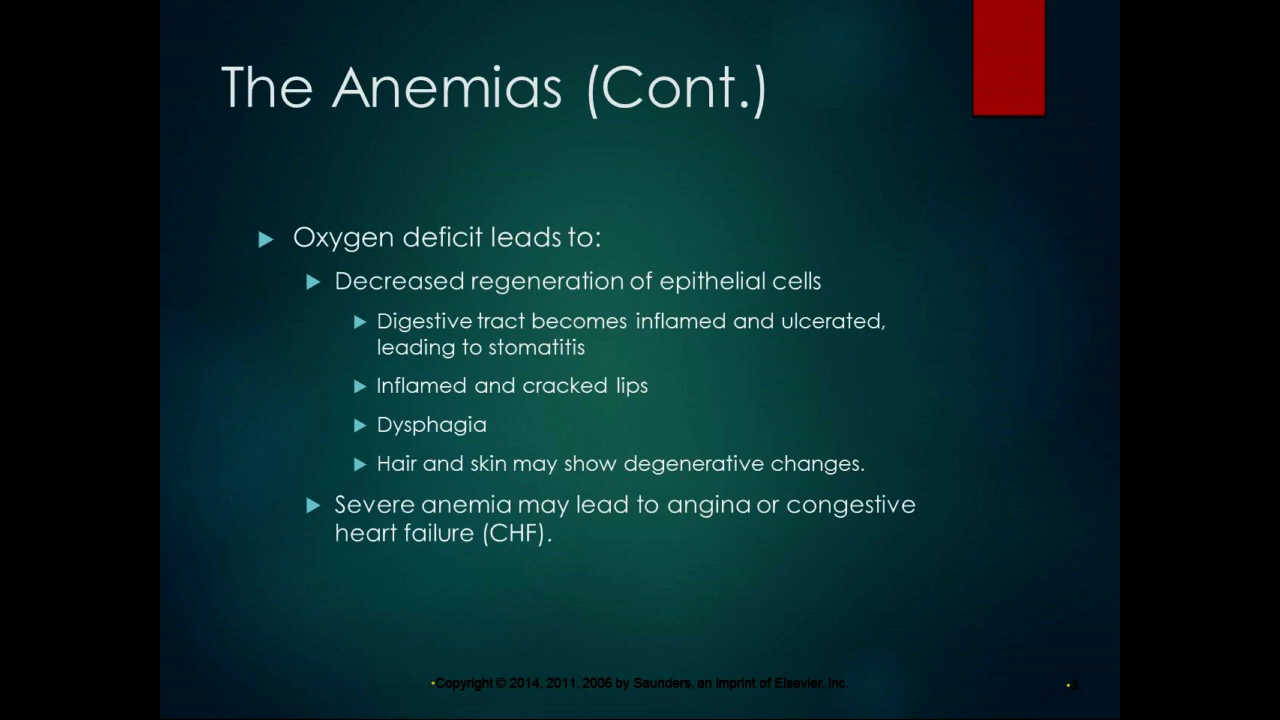 The Anemias (Cont.)
Oxygen deficit leads to:
Decreased regeneration of epithelial cells
Digestive tract becomes inflamed and ulcerated,
leading to stomatitis
Inflamed and cracked lips
Dysphagia
Hair and skin may show degenerative changes.
Severe anemia may lead to angina or congestive
heart failure (CHF).
•Copyright © 2014, 2011, 2006 by Saunders, an imprint of Elsevier, Inc.